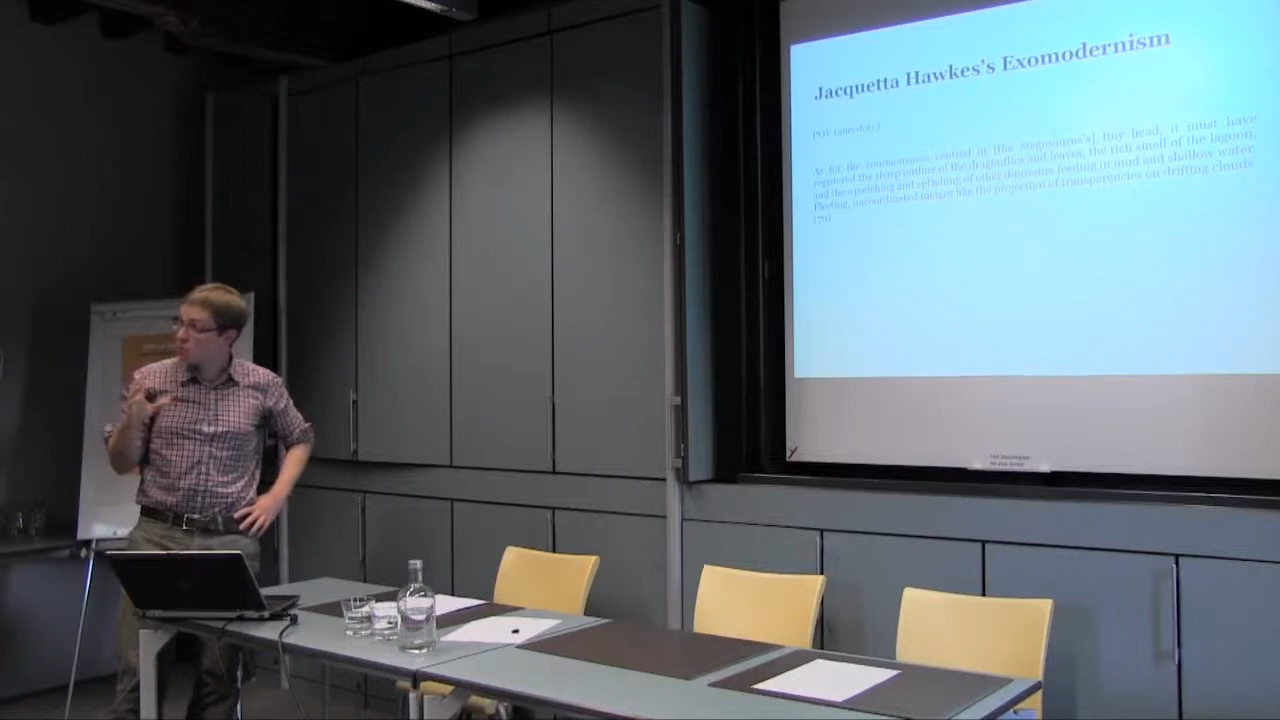 Jacquetta Hawkes's Exomodernism
POV (anecdote)
As for the consciousness centred in [the Stegosaurus's] tiny head, it must have
registered the sharp outline of the dragonflies and leaves, the rich smell of the lagoon,
and the squelching and splashing of other dinosaurs feeding in mud and shallow water.
Fleeting, uncoordinated images like the projection of transparencies on drifting clouds.
(79)